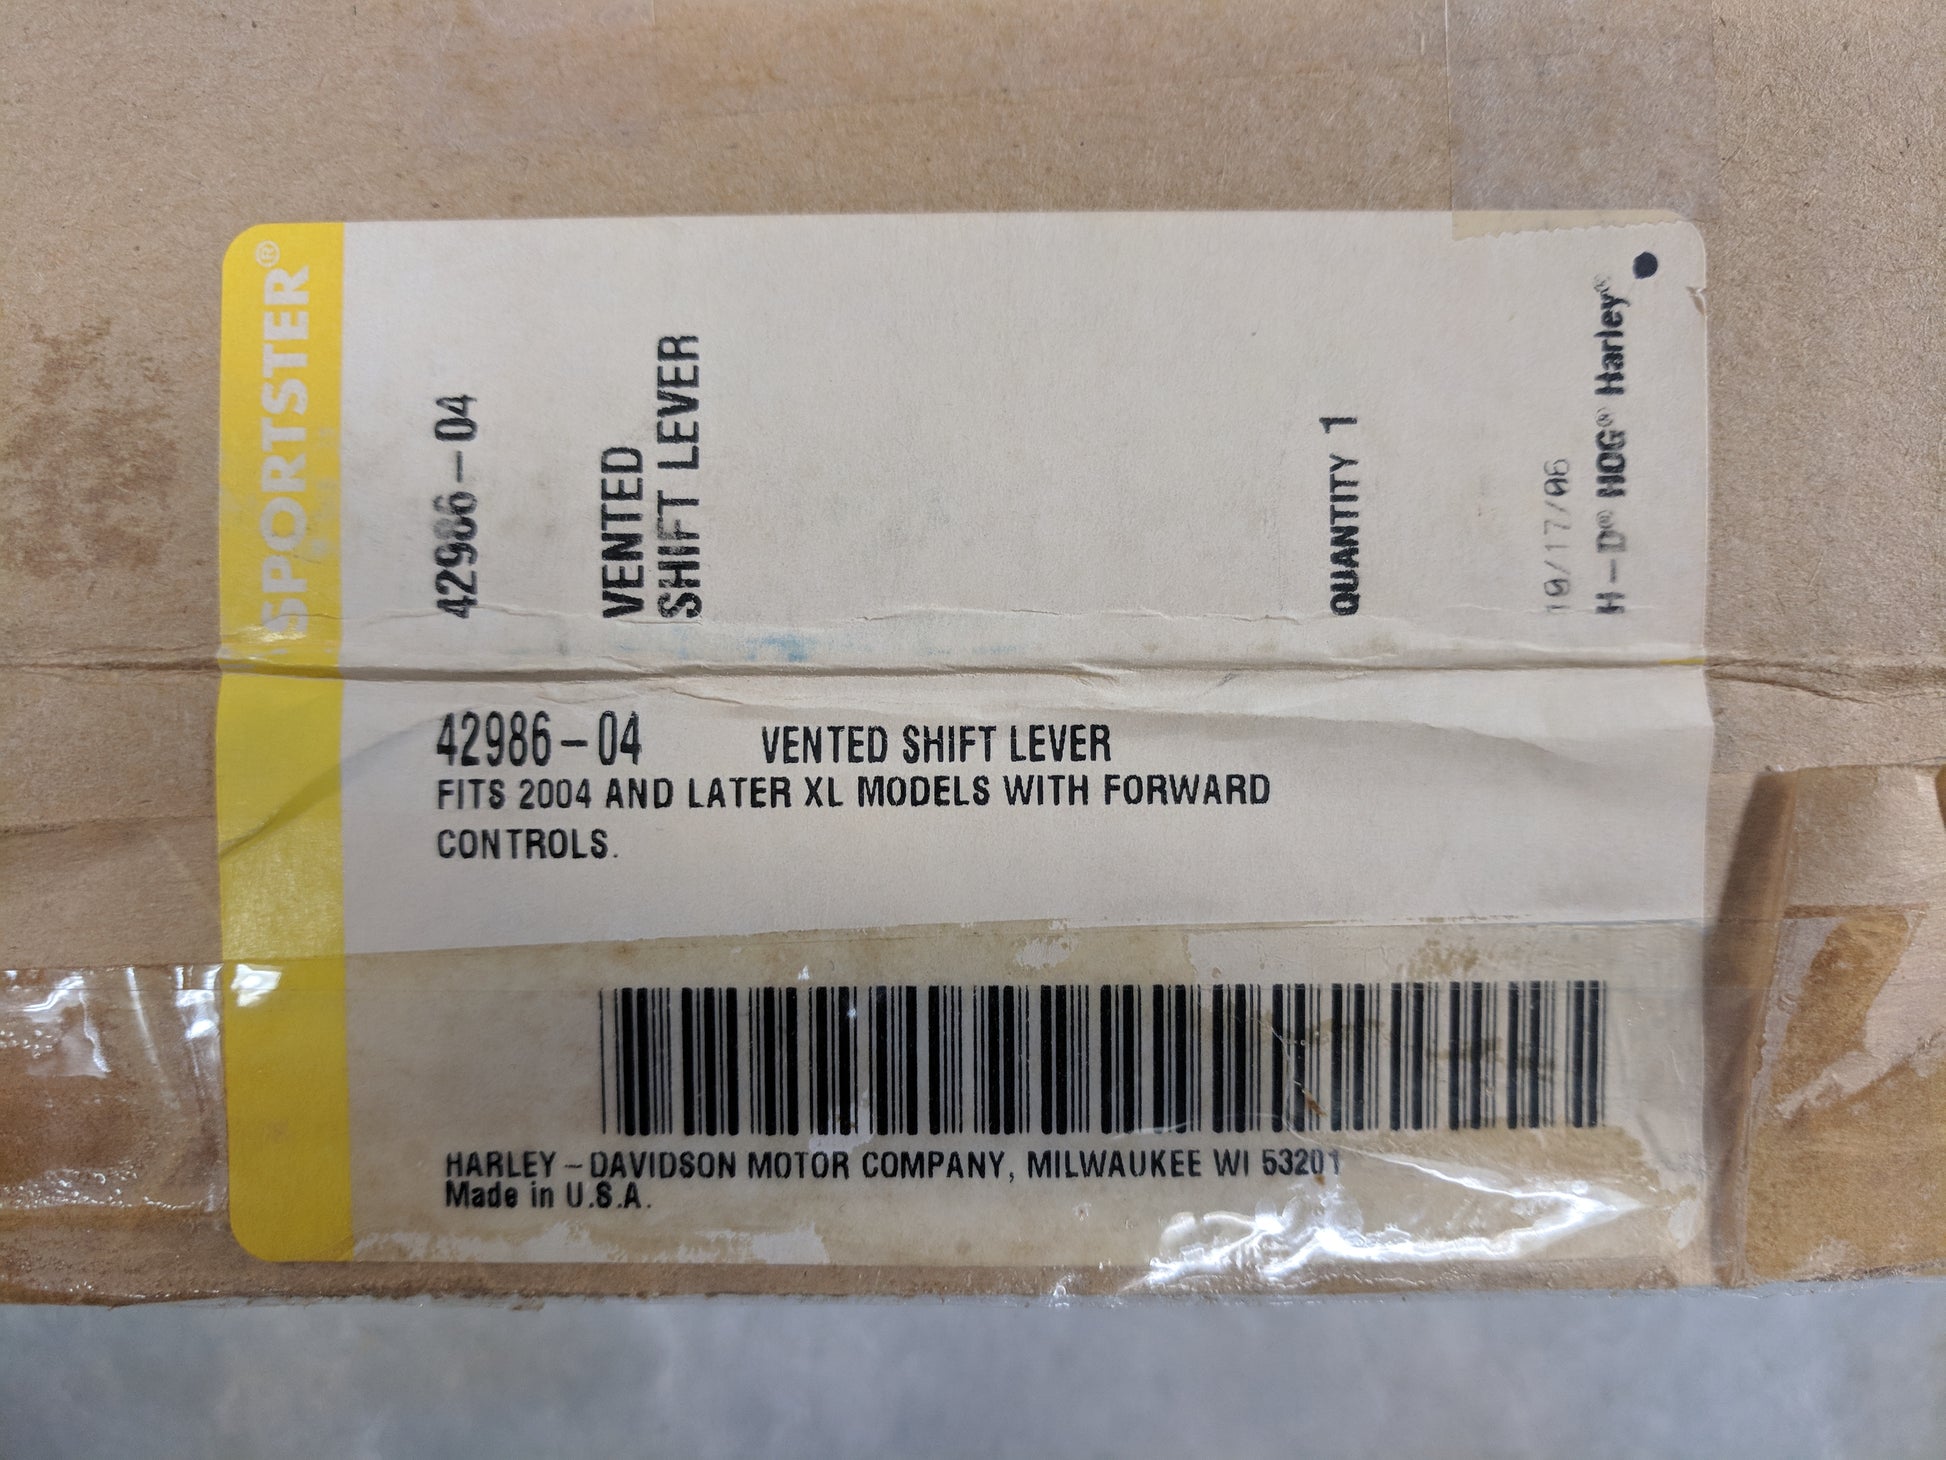 SPORTSTER®
42986-04
VENTED
SHIFT LEVER
QUANTITY 1
10/17/06
H-D® HOG® Harley®
42986-04 VENTED SHIFT LEVER
FITS 2004 AND LATER XL MODELS WITH FORWARD
CONTROLS.
HARLEY-DAVIDSON MOTOR COMPANY, MILWAUKEE WI 53201
Made in U.S.A.